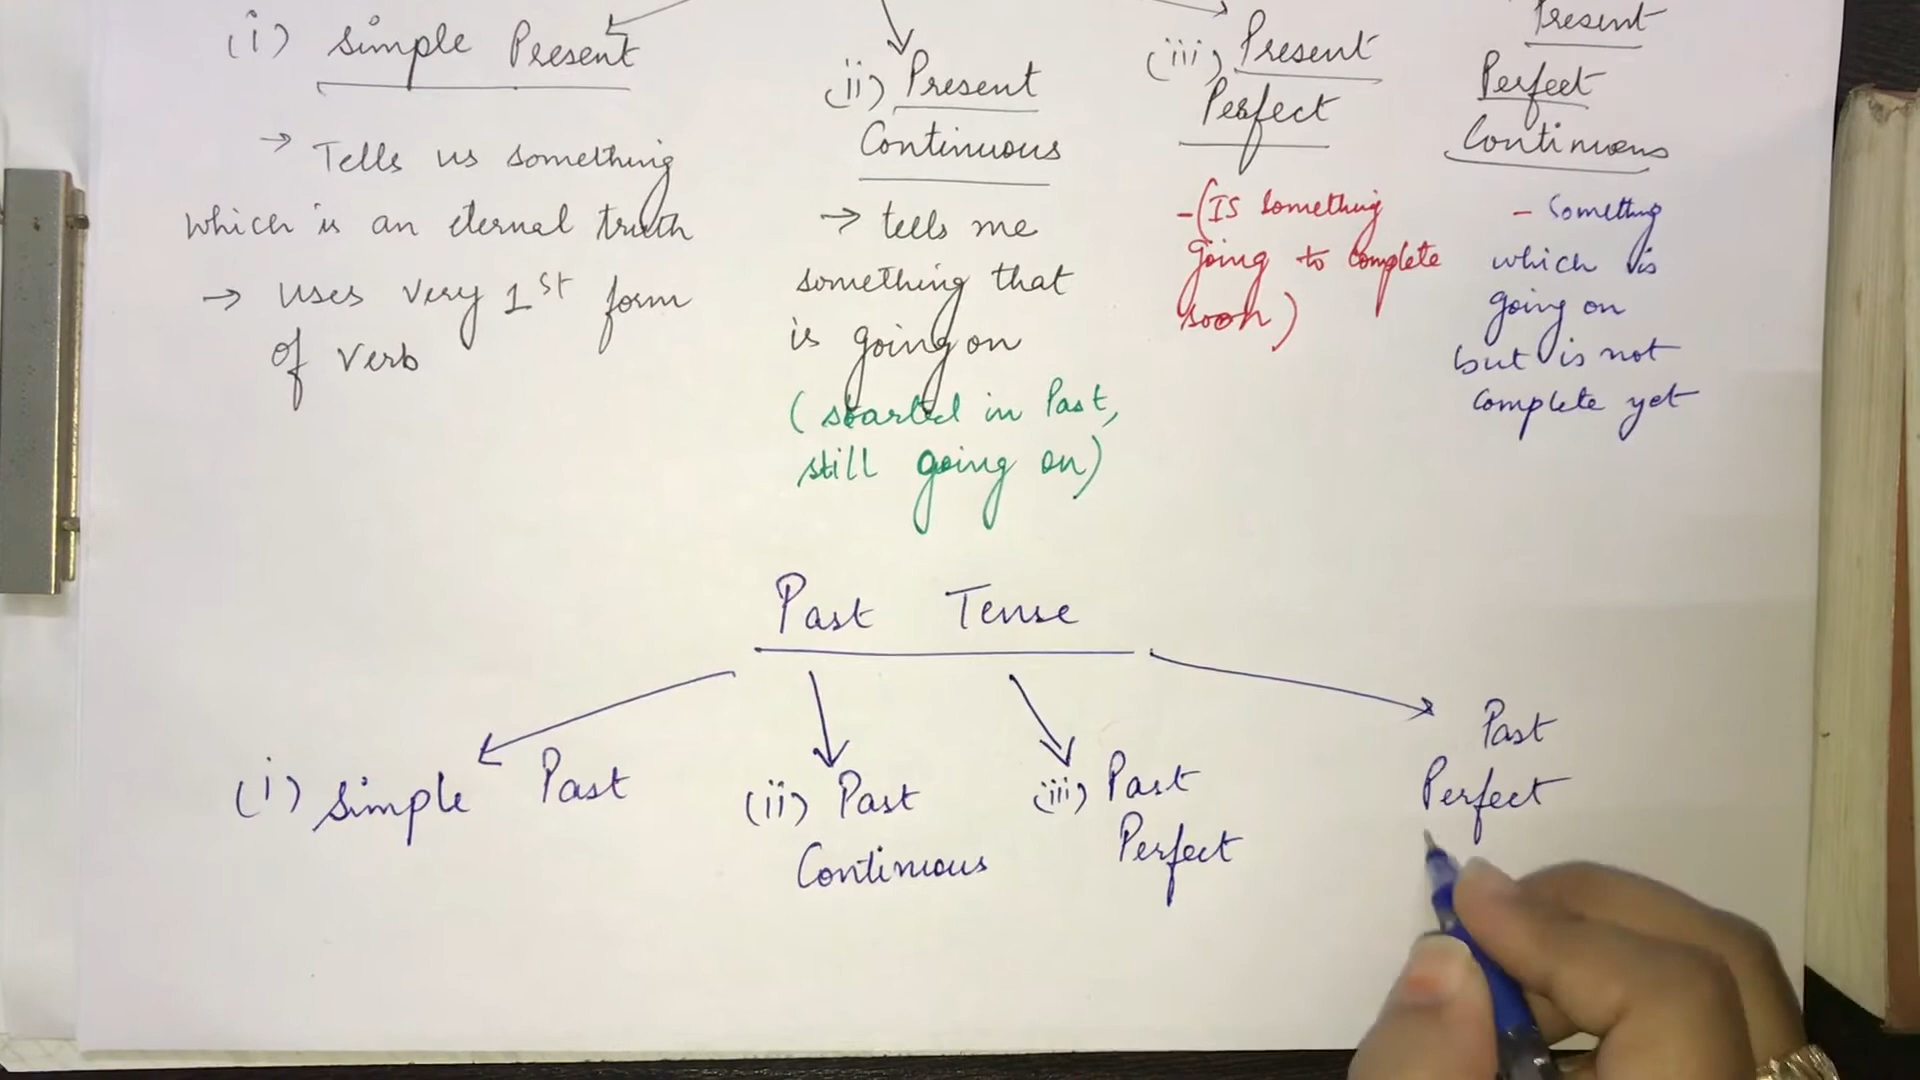 (i) Simple Present
→ Tells us something
which is an eternal truth
→ uses very 1st form
of verb
(ii) Present
Continuous
→ tells me
something that
is going on
(started in Past,
still going on)
(iii) Present
Perfect
- (IS something
going to complete
soon)
Present
Perfect
Continuous
- Something
which is
going on
but is not
complete yet
Past Tense
(i) Simple Past
(ii) Past
Continuous
(iii) Past
Perfect
Past
Perfect